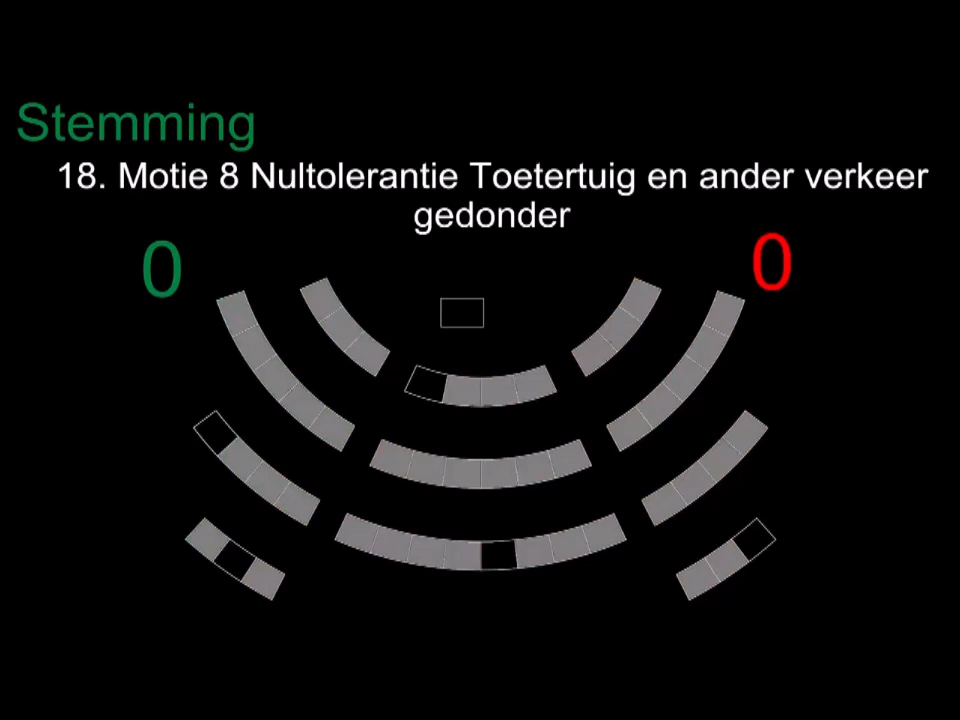 Stemming
18. Motie 8 Nultolerantie Toetertuig en ander verkeer
gedonder
0
0